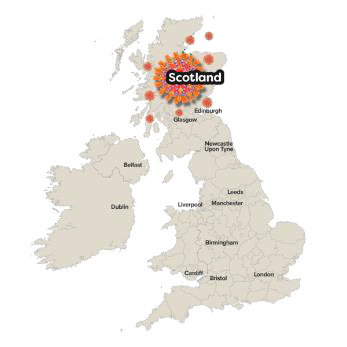 Scotland
Edinburgh
Glasgow
Newcastle
Upon Tyne
Belfast
Leeds
Dublin
Liverpool
Manchester
Birmingham
Cardiff
Bristol
London